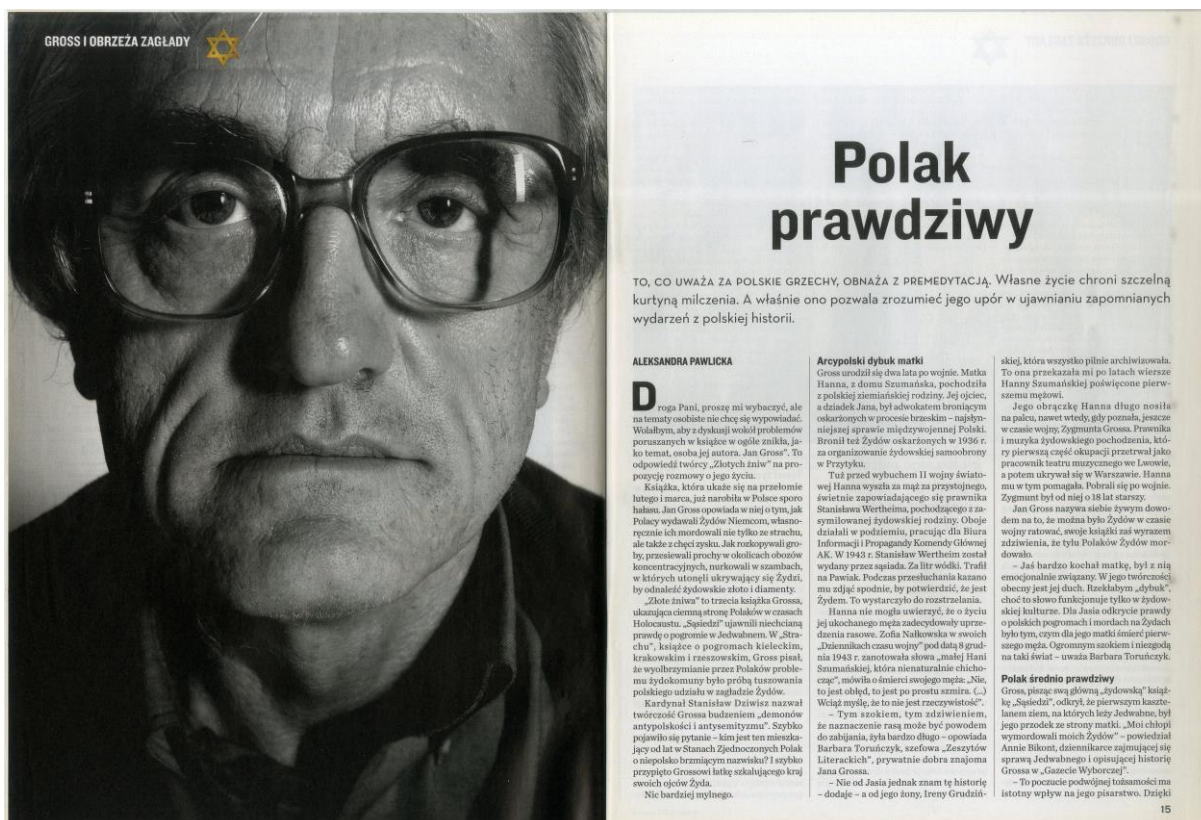 GROSS I OBRZEŻA ZAGŁADY
Polak
prawdziwy
TO, CO UWAŻA ZA POLSKIE GRZECHY, OBNAŻA Z PREMEDYTACJĄ. Własne życie chroni szczelną
kurtyną milczenia. A właśnie ono pozwala zrozumieć jego upór w ujawnianiu zapomnianych
wydarzeń z polskiej historii.
ALEKSANDRA PAWLICKA
Droga Pani, proszę mi wybaczyć, ale
na tematy osobiste nie chcę się wypowiadać.
Wolałbym, aby z dyskusji wokół problemów
poruszanych w książce w ogóle znikła, ja-
ko temat, osoba jej autora. Jan Gross”. To
odpowiedź twórcy „Złotych żniw” na pro-
pozycję rozmowy o jego życiu.
Książka, która ukaże się na przełomie
lutego i marca, już narobiła w Polsce sporo
hałasu. Jan Gross opowiada w niej o tym, jak
Polacy wydawali Żydów Niemcom, własno-
ręcznie ich mordowali nie tylko ze strachu,
ale także z chęci zysku. Jak rozkopywali gro-
by, przesiewali prochy w okolicach obozów
koncentracyjnych, nurkowali w szambach,
w których utonęli ukrywający się Żydzi,
by odnaleźć żydowskie złoto i diamenty.
„Złote żniwa” to trzecia książka Grossa,
ukazująca ciemną stronę Polaków w czasach
Holocaustu. „Sąsiedzi” ujawnili niechcianą
prawdę o pogromie w Jedwabnem. W „Stra-
chu”, książce o pogromach kieleckim,
krakowskim i rzeszowskim, Gross pisał,
że wyolbrzymianie przez Polaków proble-
mu żydokomuny było próbą tuszowania
polskiego udziału w zagładzie Żydów.
Kardynał Stanisław Dziwisz nazwał
twórczość Grossa budzeniem „demonów
antypolskości i antysemityzmu”. Szybko
pojawiło się pytanie – kim jest ten mieszka-
jący od lat w Stanach Zjednoczonych Polak
o niepolsko brzmiącym nazwisku? I szybko
przypięto Grossowi łatkę szkalującego kraj
swoich ojców Żyda.
Nic bardziej mylnego.
Arcypolski dybuk matki
Gross urodził się dwa lata po wojnie. Matka
Hanna, z domu Szumańska, pochodziła
z polskiej ziemiańskiej rodziny. Jej ojciec,
a dziadek Jana, był adwokatem broniącym
oskarżonych w procesie brzeskim – najsłyn-
niejszej sprawie międzywojennej Polski.
Bronił też Żydów oskarżonych w 1936 r.
za organizowanie żydowskiej samoobrony
w Przytyku.
Tuż przed wybuchem II wojny świato-
wej Hanna wyszła za mąż za przystojnego,
świetnie zapowiadającego się prawnika
Stanisława Wertheima, pochodzącego z za-
symilowanej żydowskiej rodziny. Oboje
działali w podziemiu, pracując dla Biura
Informacji i Propagandy Komendy Głównej
AK. W 1943 r. Stanisław Wertheim został
wydany przez sąsiada. Za litr wódki. Trafił
na Pawiak. Podczas przesłuchania kazano
mu zdjąć spodnie, by potwierdzić, że jest
Żydem. To wystarczyło do rozstrzelania.
Hanna nie mogła uwierzyć, że o życiu
jej ukochanego męża zadecydowały uprze-
dzenia rasowe. Zofia Nałkowska w swoich
„Dziennikach czasu wojny” pod datą 8 grud-
nia 1943 r. zanotowała słowa „małej Hani
Szumańskiej, która nienaturalnie chicho-
cząc”, mówiła o śmierci swojego męża: „Nie,
to jest obłęd, to jest po prostu szmira. (...)
Wciąż myślę, że to nie jest rzeczywistość”.
– Tym szokiem, tym zdziwieniem,
że naznaczenie rasą może być powodem
do zabijania, żyła bardzo długo – opowiada
Barbara Toruńczyk, szefowa „Zeszytów
Literackich”, prywatnie dobra znajoma
Jana Grossa.
– Nie od Jasia jednak znam tę historię
– dodaje – a od jego żony, Ireny Grudziń-
skiej, która wszystko pilnie archiwizowała.
To ona przekazała mi po latach wiersze
Hanny Szumańskiej poświęcone pierw-
szemu mężowi.
Jego obrączkę Hanna długo nosiła
na palcu, nawet wtedy, gdy poznała, jeszcze
w czasie wojny, Zygmunta Grossa. Prawnika
i muzyka żydowskiego pochodzenia, któ-
ry pierwszą część okupacji przetrwał jako
pracownik teatru muzycznego we Lwowie,
a potem ukrywał się w Warszawie. Hanna
mu w tym pomagała. Pobrali się po wojnie.
Zygmunt był od niej o 18 lat starszy.
Jan Gross nazywa siebie żywym dowo-
dem na to, że można było Żydów w czasie
wojny ratować, swoje książki zaś wyrazem
zdziwienia, że tylu Polaków Żydów mor-
dowało.
– Jaś bardzo kochał matkę, był z nią
emocjonalnie związany. W jego twórczości
obecny jest jej duch. Rzekłabym „dybuk”,
choć to słowo funkcjonuje tylko w żydow-
skiej kulturze. Dla Jasia odkrycie prawdy
o polskich pogromach i mordach na Żydach
było tym, czym dla jego matki śmierć pierw-
szego męża. Ogromnym szokiem i niezgodą
na taki świat – uważa Barbara Toruńczyk.
Polak średnio prawdziwy
Gross, pisząc swą główną „żydowską” książ-
kę „Sąsiedzi”, odkrył, że pierwszym kaszte-
lanem ziem, na których leży Jedwabne, był
jego przodek ze strony matki. „Moi chłopi
wymordowali moich Żydów” – powiedział
Annie Bikont, dziennikarce zajmującej się
sprawą Jedwabnego i opisującej historię
Grossa w „Gazecie Wyborczej”.
– To poczucie podwójnej tożsamości ma
istotny wpływ na jego pisarstwo. Dzięki
15